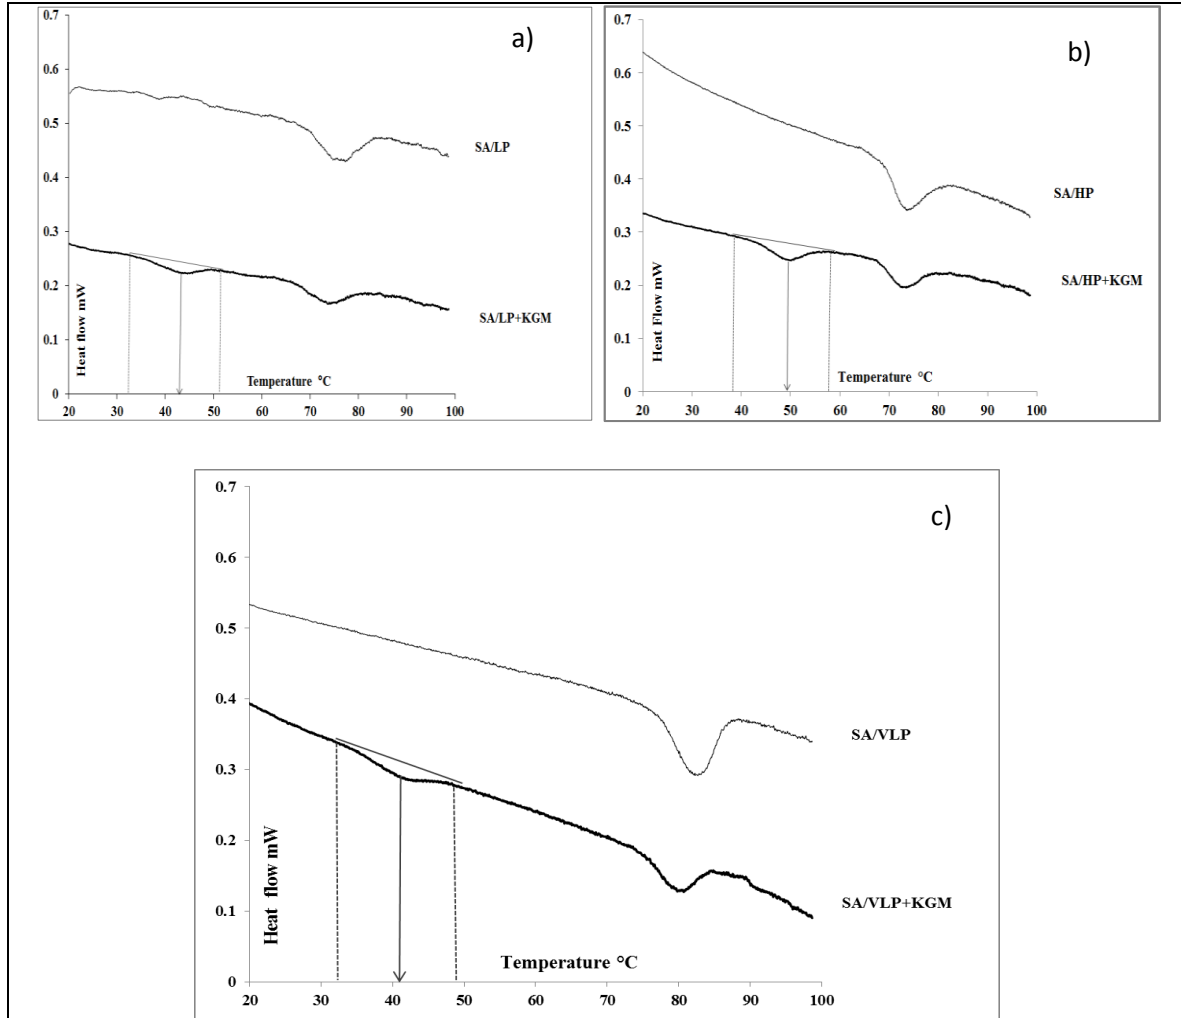 a)
0.7
0.6
0.5
0.4
0.3
0.2
0.1
0
SA/LP
SA/LP+KGM
Heat flow mW
Temperature °C
20 30 40 50 60 70 80 90 100
b)
0.7
0.6
0.5
0.4
0.3
0.2
0.1
0
SA/HP
SA/HP+KGM
Heat Flow mW
Temperature °C
20 30 40 50 60 70 80 90 100
c)
0.7
0.6
0.5
0.4
0.3
0.2
0.1
0
SA/VLP
SA/VLP+KGM
Heat flow mW
Temperature °C
20 30 40 50 60 70 80 90 100